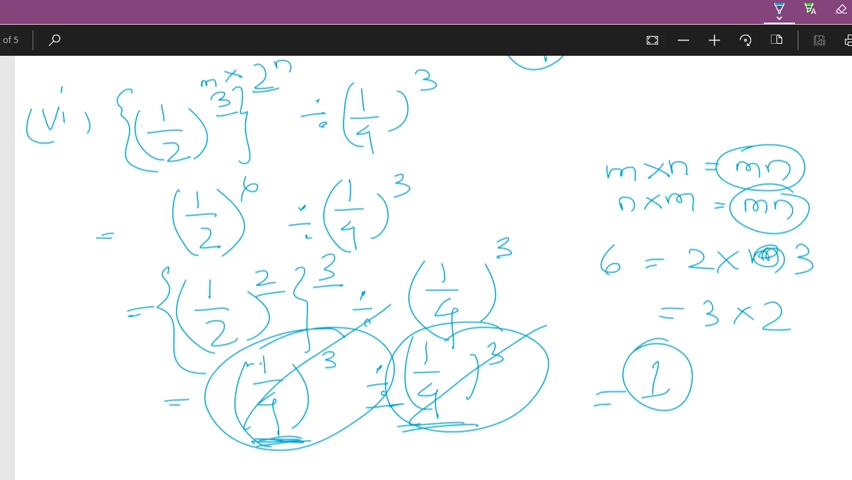 of 5
m × n
(vi) {(1/2)^3}^2 ÷ (1/4)^3
m × n = mn
n × m = mn
= (1/2)^6 ÷ (1/4)^3
6 = 2 × 3
= {(1/2)^2}^3 ÷ (1/4)^3
= 3 × 2
= (1/4)^3 ÷ (1/4)^3
= 1